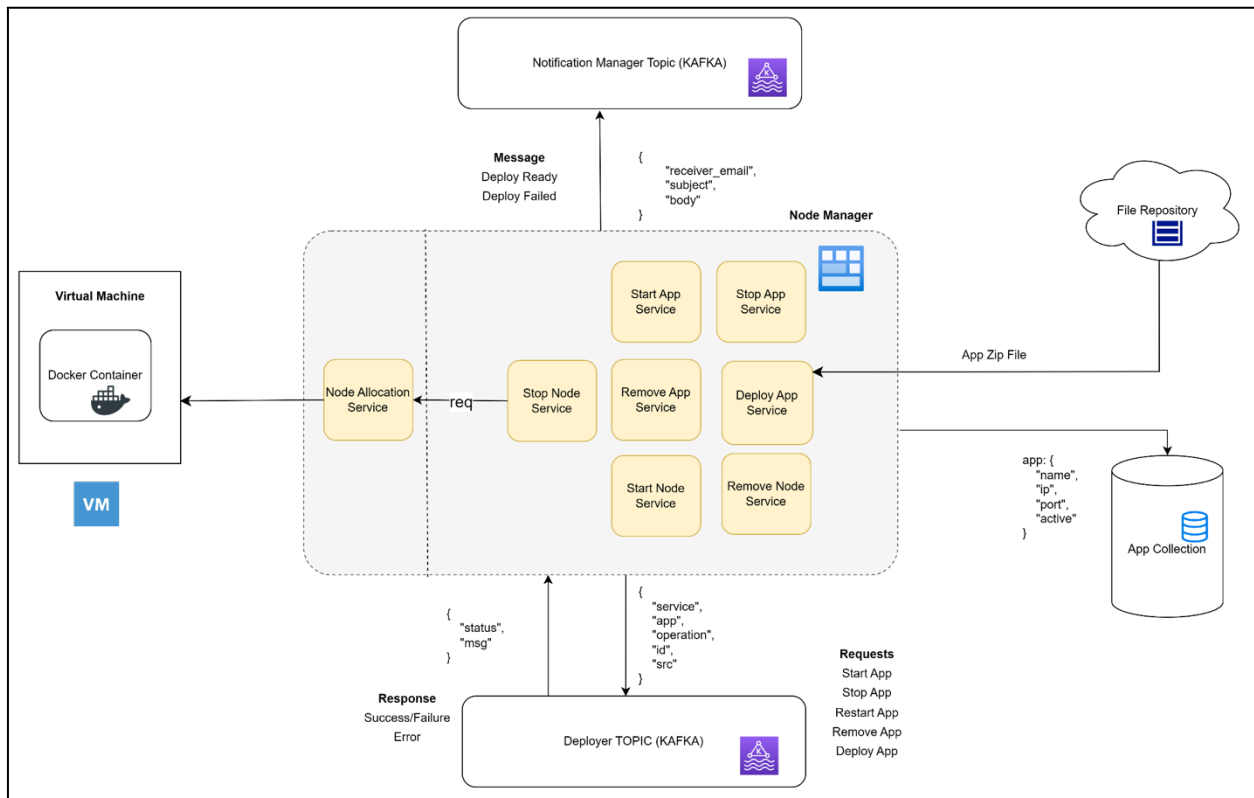 Notification Manager Topic (KAFKA)
K
Message
Deploy Ready
Deploy Failed
{
"receiver_email",
"subject",
"body"
}
Node Manager
File Repository
Virtual Machine
Docker Container
VM
Start App
Service
Stop App
Service
App Zip File
Node Allocation
Service
req
Stop Node
Service
Remove App
Service
Deploy App
Service
Start Node
Service
Remove Node
Service
app: {
"name",
"ip",
"port",
"active"
}
App Collection
{
"status",
"msg"
}
{
"service",
"app",
"operation",
"id",
"src"
}
Response
Success/Failure
Error
Requests
Start App
Stop App
Restart App
Remove App
Deploy App
Deployer TOPIC (KAFKA)
K